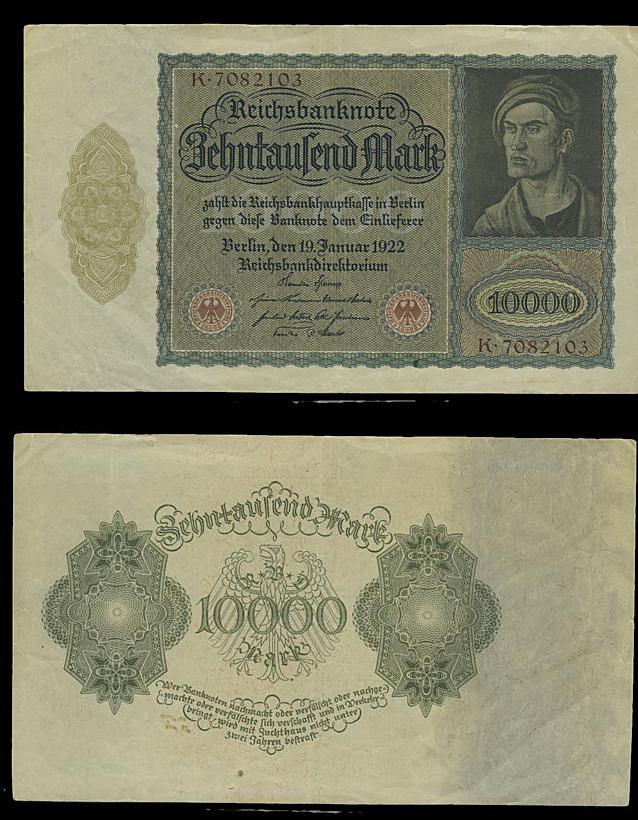 K·7082103
Reichsbanknote
Zehntausend Mark
zahlt die Reichsbankhauptkasse in Berlin
gegen diese Banknote dem Einlieferer
Berlin, den 19. Januar 1922
Reichsbankdirektorium
10000
K·7082103
Zehntausend Mark
R B D
10000
Mark
Wer Banknoten nachmacht oder verfälscht oder nachge-
machte oder verfälschte sich verschafft und in Verkehr
bringt, wird mit Zuchthaus nicht unter
zwei Jahren bestraft